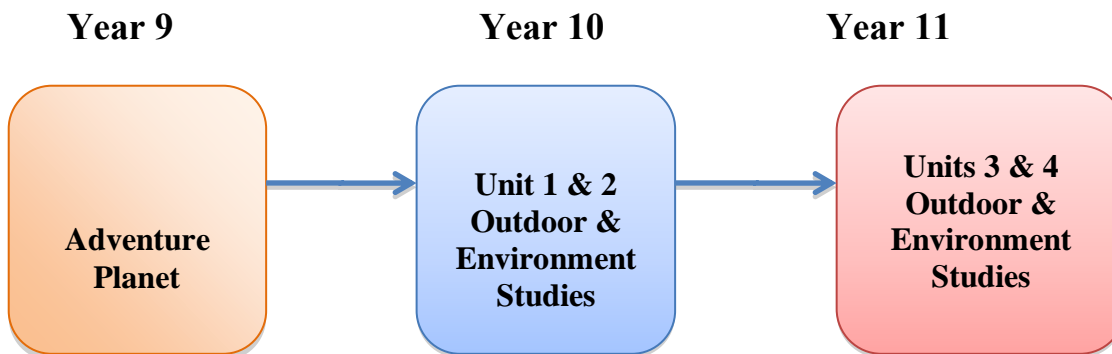 Year 9
Year 10
Year 11
Adventure
Planet
Unit 1 & 2
Outdoor &
Environment
Studies
Units 3 & 4
Outdoor &
Environment
Studies